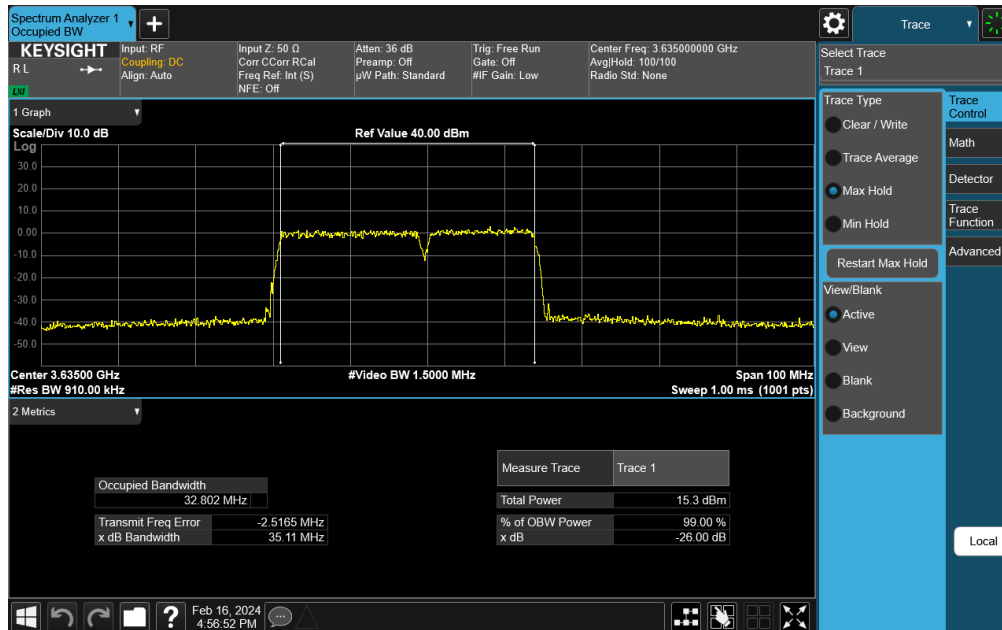 Spectrum Analyzer 1
Occupied BW
KEYSIGHT
R L
LXI
Input: RF
Coupling: DC
Align: Auto
Input Z: 50 Ω
Corr CCorr RCal
Freq Ref: Int (S)
NFE: Off
Atten: 36 dB
Preamp: Off
µW Path: Standard
Trig: Free Run
Gate: Off
#IF Gain: Low
Center Freq: 3.635000000 GHz
Avg|Hold: 100/100
Radio Std: None
Trace
Select Trace
Trace 1
1 Graph
Scale/Div 10.0 dB
Ref Value 40.00 dBm
Log
30.0
20.0
10.0
0.00
-10.0
-20.0
-30.0
-40.0
-50.0
Center 3.63500 GHz
#Video BW 1.5000 MHz
Span 100 MHz
#Res BW 910.00 kHz
Sweep 1.00 ms (1001 pts)
2 Metrics
Occupied Bandwidth
32.802 MHz
Transmit Freq Error -2.5165 MHz
x dB Bandwidth 35.11 MHz
Measure Trace Trace 1
Total Power 15.3 dBm
% of OBW Power 99.00 %
x dB -26.00 dB
Trace Type
Clear / Write
Trace Average
Max Hold
Min Hold
Restart Max Hold
View/Blank
Active
View
Blank
Background
Trace
Control
Math
Detector
Trace
Function
Advanced
Local
?
Feb 16, 2024
4:56:52 PM